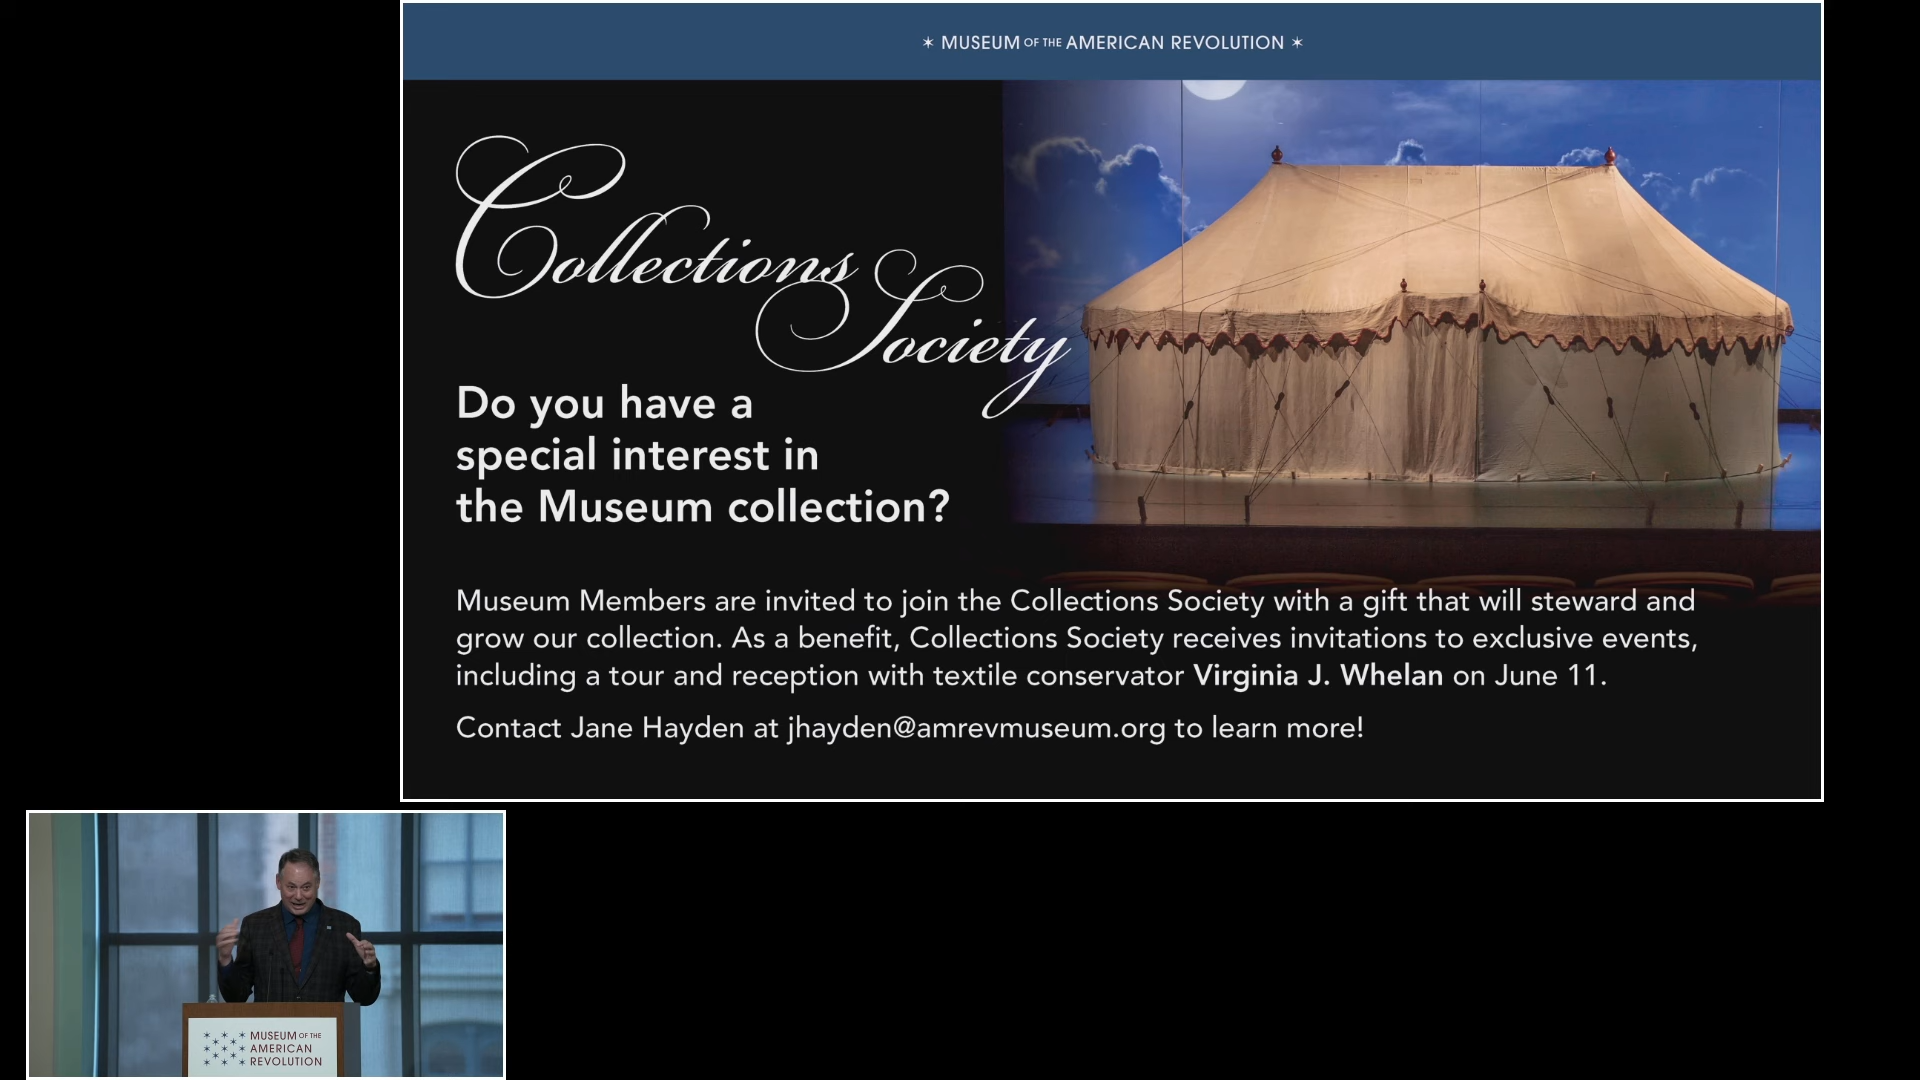 ✶ MUSEUM OF THE AMERICAN REVOLUTION ✶
Collections
Society
Do you have a
special interest in
the Museum collection?
Museum Members are invited to join the Collections Society with a gift that will steward and
grow our collection. As a benefit, Collections Society receives invitations to exclusive events,
including a tour and reception with textile conservator Virginia J. Whelan on June 11.
Contact Jane Hayden at jhayden@amrevmuseum.org to learn more!
MUSEUM OF THE
AMERICAN
REVOLUTION